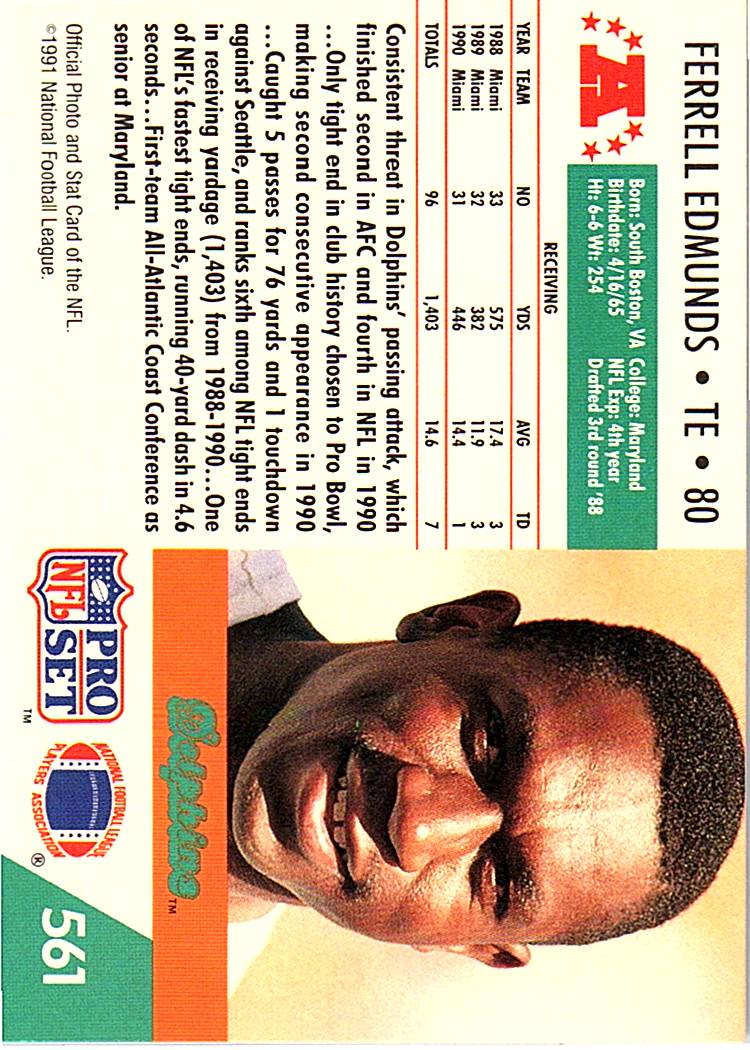 FERRELL EDMUNDS • TE • 80
A
Born: South Boston, VA College: Maryland
Birthdate: 4/16/65 NFL Exp: 4th year
Ht: 6-6 Wt: 254 Drafted 3rd round '88
RECEIVING
YEAR TEAM NO YDS AVG TD
1988 Miami 33 575 17.4 3
1989 Miami 32 382 11.9 3
1990 Miami 31 446 14.4 1
TOTALS 96 1,403 14.6 7
Consistent threat in Dolphins' passing attack, which
finished second in AFC and fourth in NFL in 1990
...Only tight end in club history chosen to Pro Bowl,
making second consecutive appearance in 1990
...Caught 5 passes for 76 yards and 1 touchdown
against Seattle, and ranks sixth among NFL tight ends
in receiving yardage (1,403) from 1988-1990...One
of NFL's fastest tight ends, running 40-yard dash in 4.6
seconds...First-team All-Atlantic Coast Conference as
senior at Maryland.
Official Photo and Stat Card of the NFL.
©1991 National Football League.
Dolphins™
PRO
NFL SET™
NATIONAL FOOTBALL LEAGUE
PLAYERS ASSOCIATION®
561